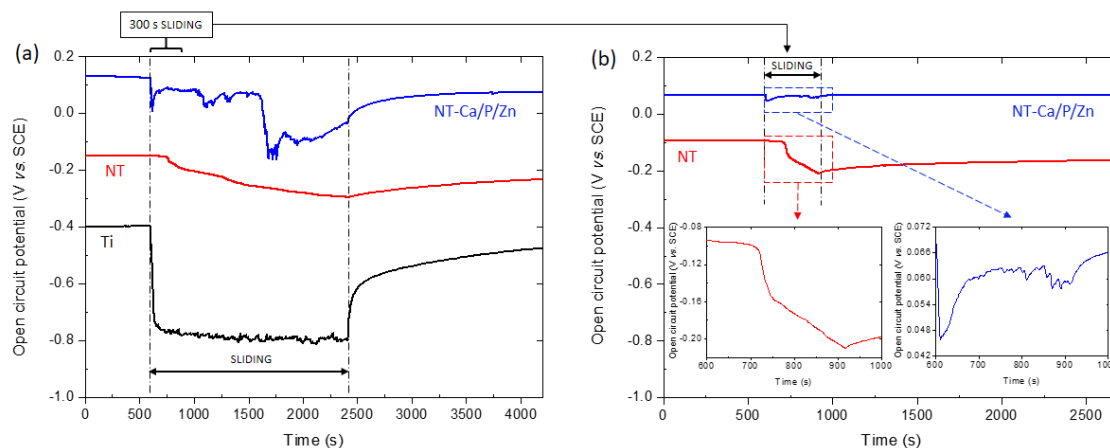 300 s SLIDING
(a)
0.2
0.0
-0.2
-0.4
-0.6
-0.8
-1.0
Open circuit potential (V vs. SCE)
NT-Ca/P/Zn
NT
Ti
SLIDING
0 500 1000 1500 2000 2500 3000 3500 4000
Time (s)
(b)
0.2
0.0
-0.2
-0.4
-0.6
-0.8
-1.0
Open circuit potential (V vs. SCE)
SLIDING
NT-Ca/P/Zn
NT
-0.08
-0.12
-0.16
-0.20
Open circuit potential (V vs. SCE)
600 700 800 900 1000
Time (s)
0.072
0.066
0.060
0.054
0.048
0.042
Open circuit potential (V vs. SCE)
600 700 800 900 1000
Time (s)
0 500 1000 1500 2000 2500
Time (s)